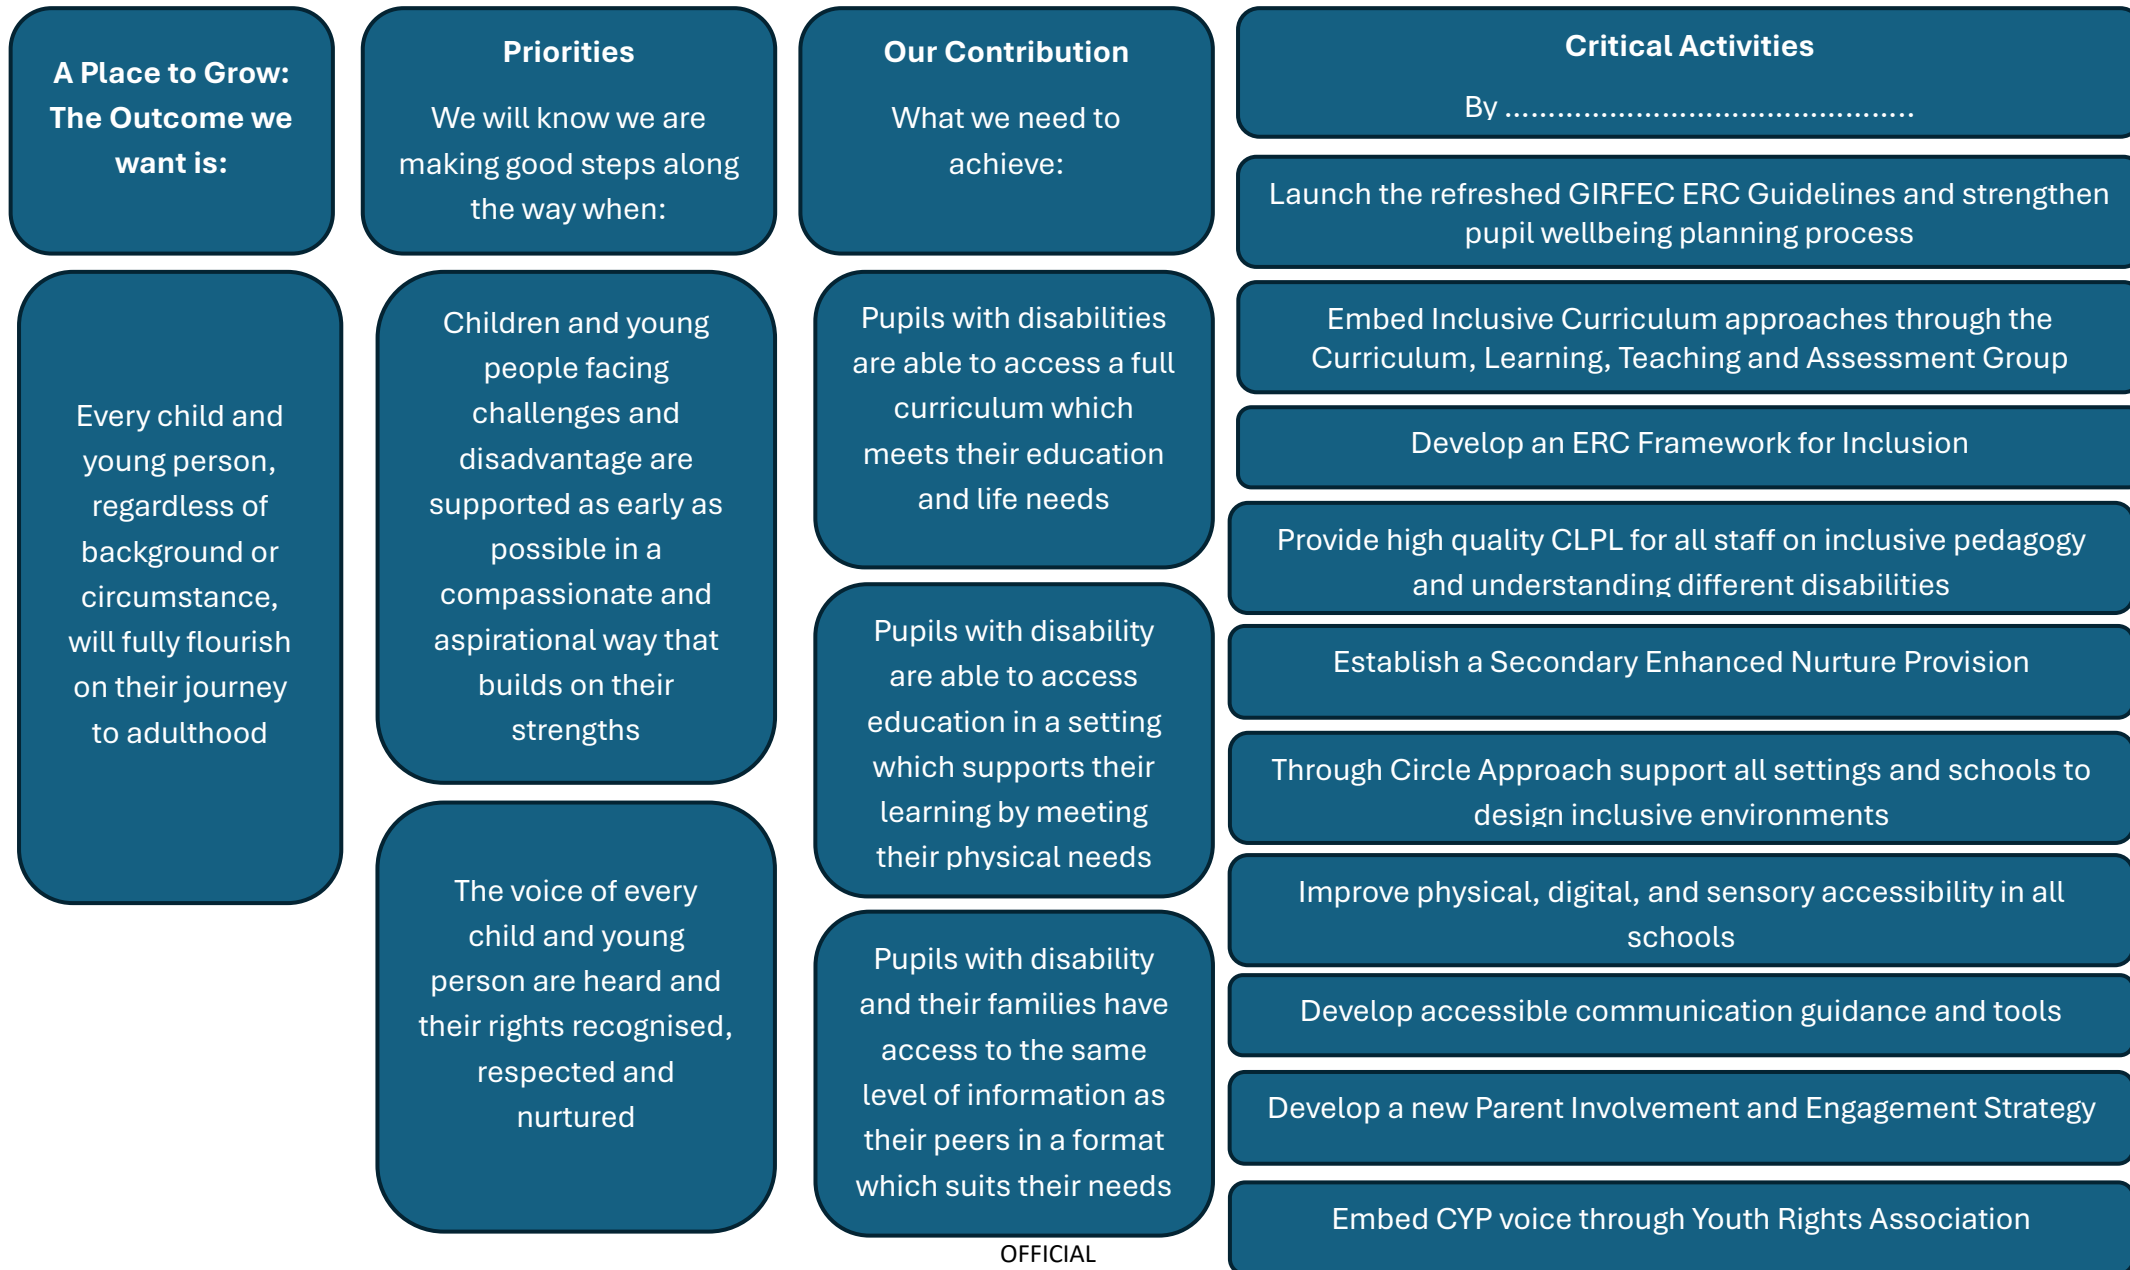 A Place to Grow:
The Outcome we
want is:
Every child and
young person,
regardless of
background or
circumstance,
will fully flourish
on their journey
to adulthood
Priorities
We will know we are
making good steps along
the way when:
Children and young
people facing
challenges and
disadvantage are
supported as early as
possible in a
compassionate and
aspirational way that
builds on their
strengths
The voice of every
child and young
person are heard and
their rights recognised,
respected and
nurtured
Our Contribution
What we need to
achieve:
Pupils with disabilities
are able to access a full
curriculum which
meets their education
and life needs
Pupils with disability
are able to access
education in a setting
which supports their
learning by meeting
their physical needs
Pupils with disability
and their families have
access to the same
level of information as
their peers in a format
which suits their needs
Critical Activities
By ………………………………………..
Launch the refreshed GIRFEC ERC Guidelines and strengthen
pupil wellbeing planning process
Embed Inclusive Curriculum approaches through the
Curriculum, Learning, Teaching and Assessment Group
Develop an ERC Framework for Inclusion
Provide high quality CLPL for all staff on inclusive pedagogy
and understanding different disabilities
Establish a Secondary Enhanced Nurture Provision
Through Circle Approach support all settings and schools to
design inclusive environments
Improve physical, digital, and sensory accessibility in all
schools
Develop accessible communication guidance and tools
Develop a new Parent Involvement and Engagement Strategy
Embed CYP voice through Youth Rights Association
OFFICIAL